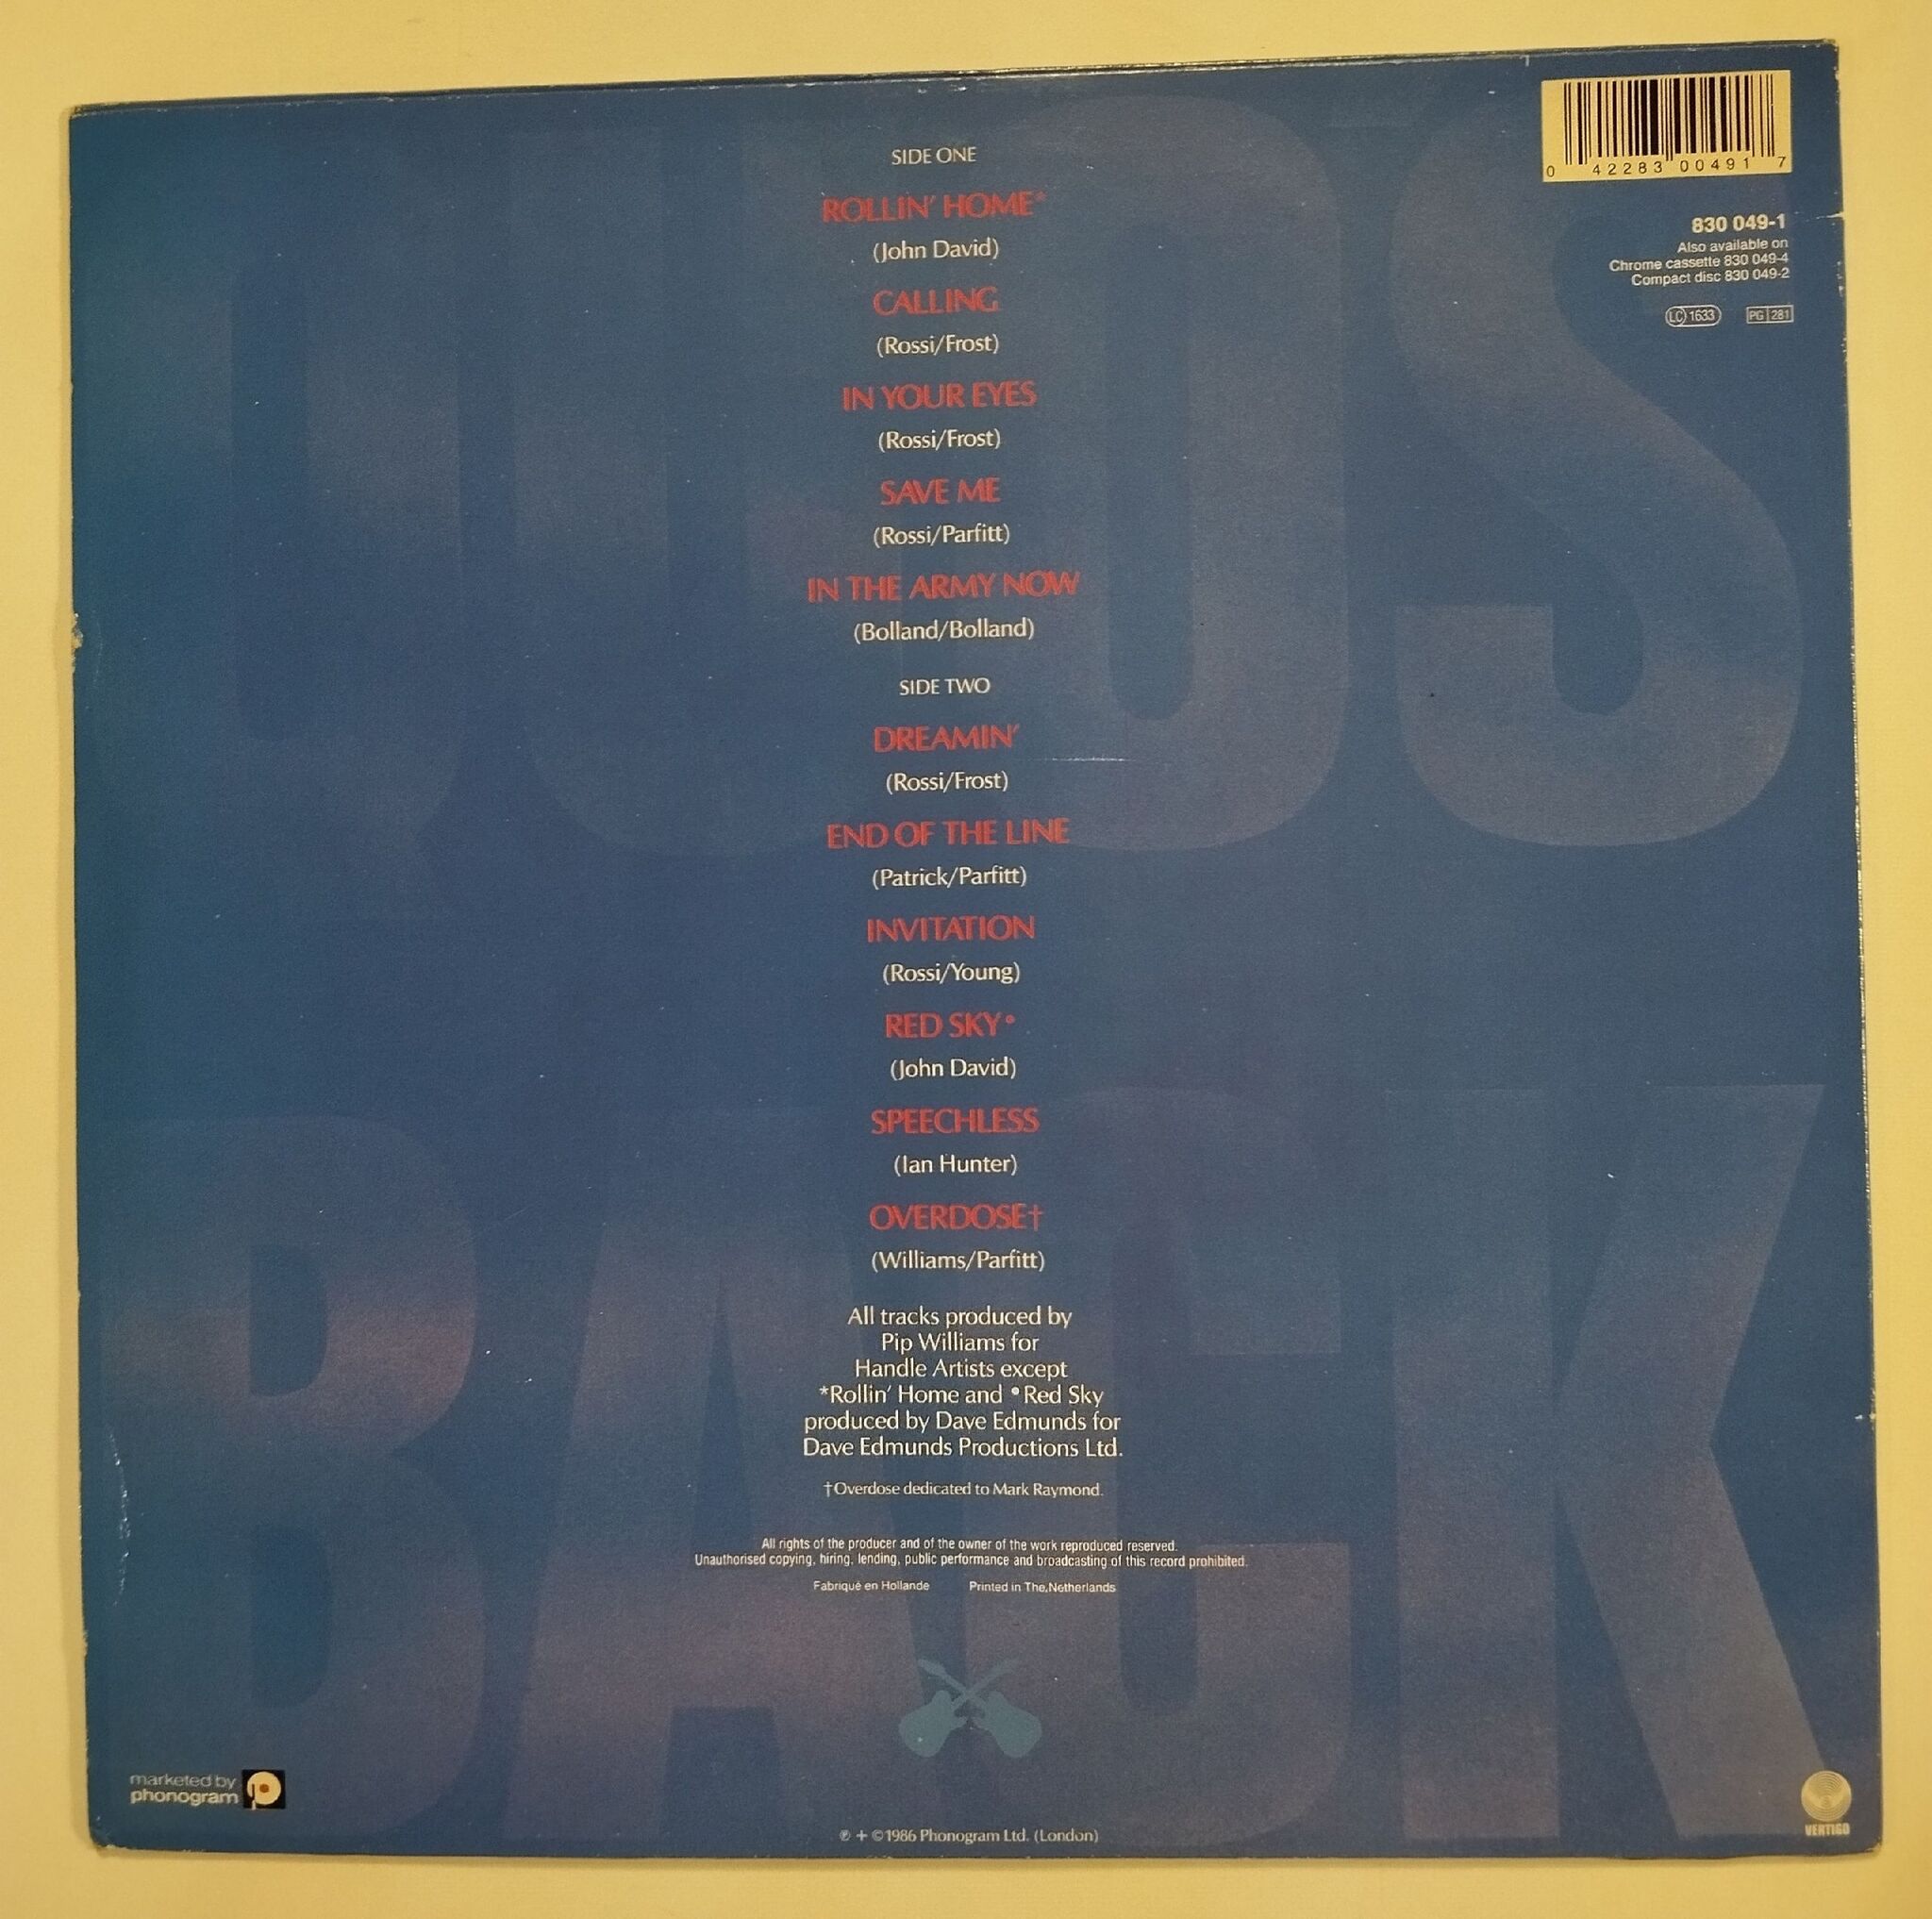 SIDE ONE
ROLLIN' HOME*
(John David)
CALLING
(Rossi/Frost)
IN YOUR EYES
(Rossi/Frost)
SAVE ME
(Rossi/Parfitt)
IN THE ARMY NOW
(Bolland/Bolland)
SIDE TWO
DREAMIN'
(Rossi/Frost)
END OF THE LINE
(Patrick/Parfitt)
INVITATION
(Rossi/Young)
RED SKY•
(John David)
SPEECHLESS
(Ian Hunter)
OVERDOSE†
(Williams/Parfitt)
All tracks produced by
Pip Williams for
Handle Artists except
*Rollin' Home and •Red Sky
produced by Dave Edmunds for
Dave Edmunds Productions Ltd.
†Overdose dedicated to Mark Raymond.
All rights of the producer and of the owner of the work reproduced reserved.
Unauthorised copying, hiring, lending, public performance and broadcasting of this record prohibited.
Fabriqué en Hollande Printed in The Netherlands
0 42283 00491 7
830 049-1
Also available on
Chrome cassette 830 049-4
Compact disc 830 049-2
LC 1633 PG 281
BACK
marketed by
phonogram
℗ + ©1986 Phonogram Ltd. (London)
VERTIGO